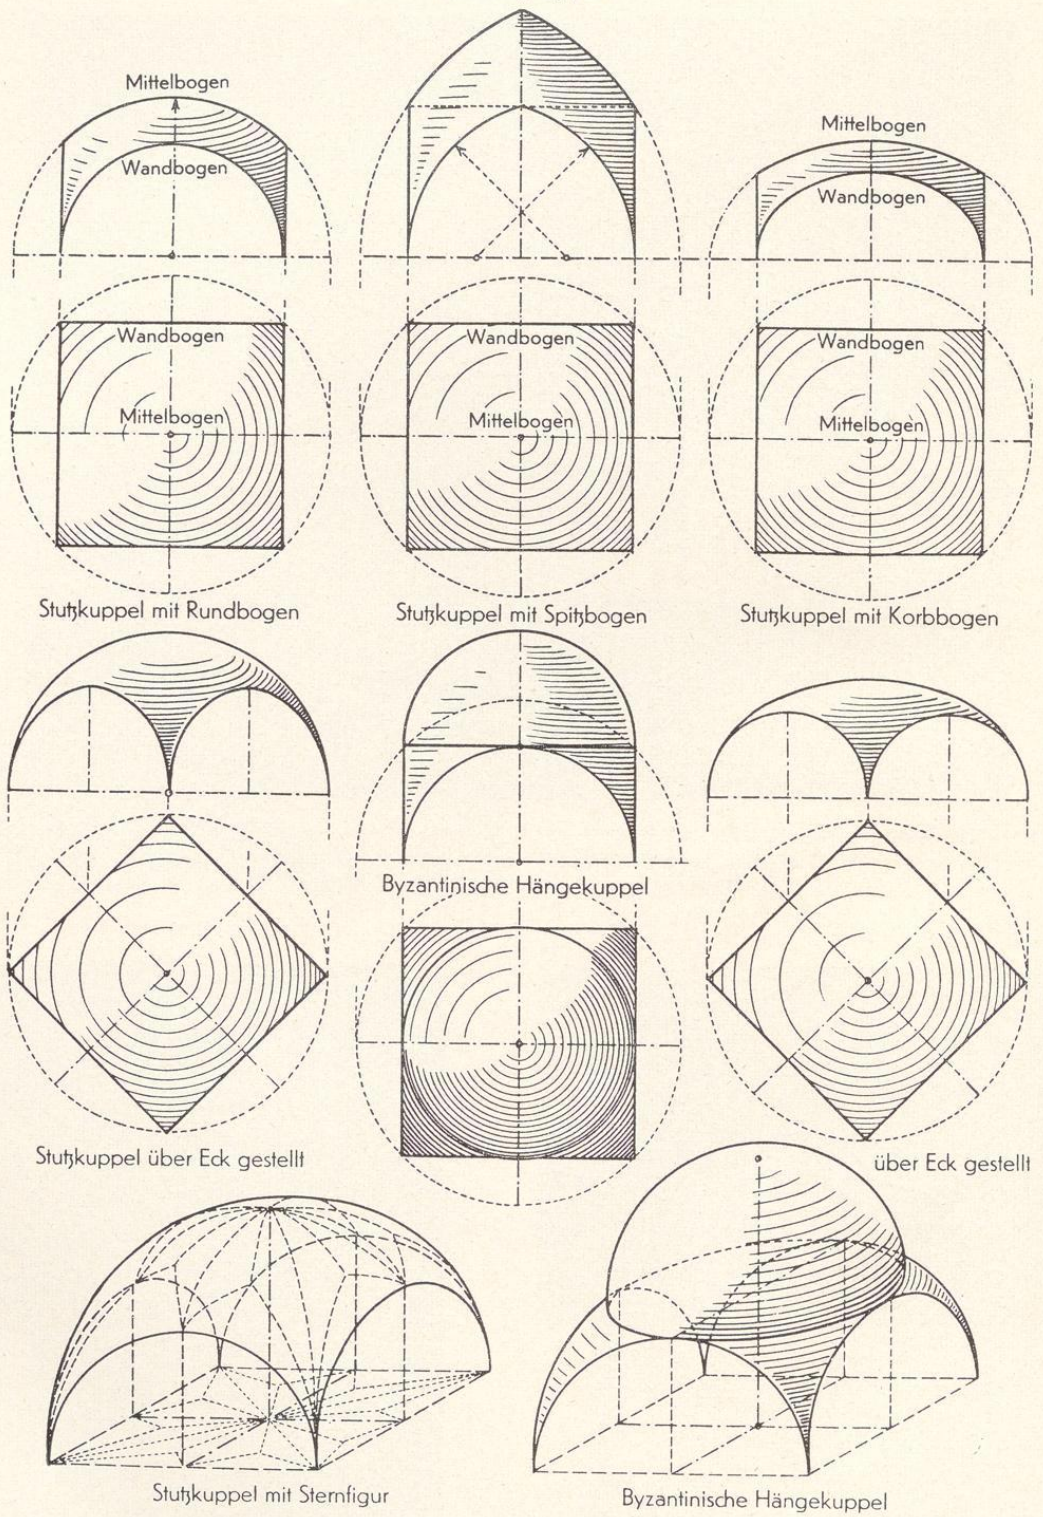 Mittelbogen
Wandbogen
Mittelbogen
Wandbogen
Wandbogen
Mittelbogen
Wandbogen
Mittelbogen
Wandbogen
Mittelbogen
Stutzkuppel mit Rundbogen
Stutzkuppel mit Spitzbogen
Stutzkuppel mit Korbbogen
Byzantinische Hängekuppel
Stutzkuppel über Eck gestellt
über Eck gestellt
Stutzkuppel mit Sternfigur
Byzantinische Hängekuppel